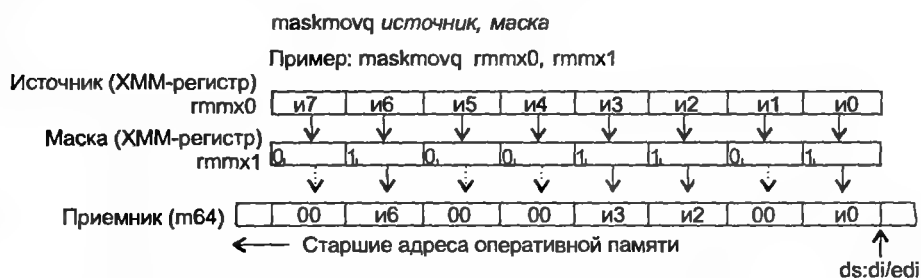 maskmovq источник, маска
Пример: maskmovq rmmx0, rmmx1
Источник (XMM-регистр)
rmmx0 и7 и6 и5 и4 и3 и2 и1 и0
Маска (XMM-регистр)
rmmx1 0, 1, 0, 0, 1, 1, 0, 1,
Приемник (m64) 00 и6 00 00 и3 и2 00 и0
Старшие адреса оперативной памяти
ds:di/edi